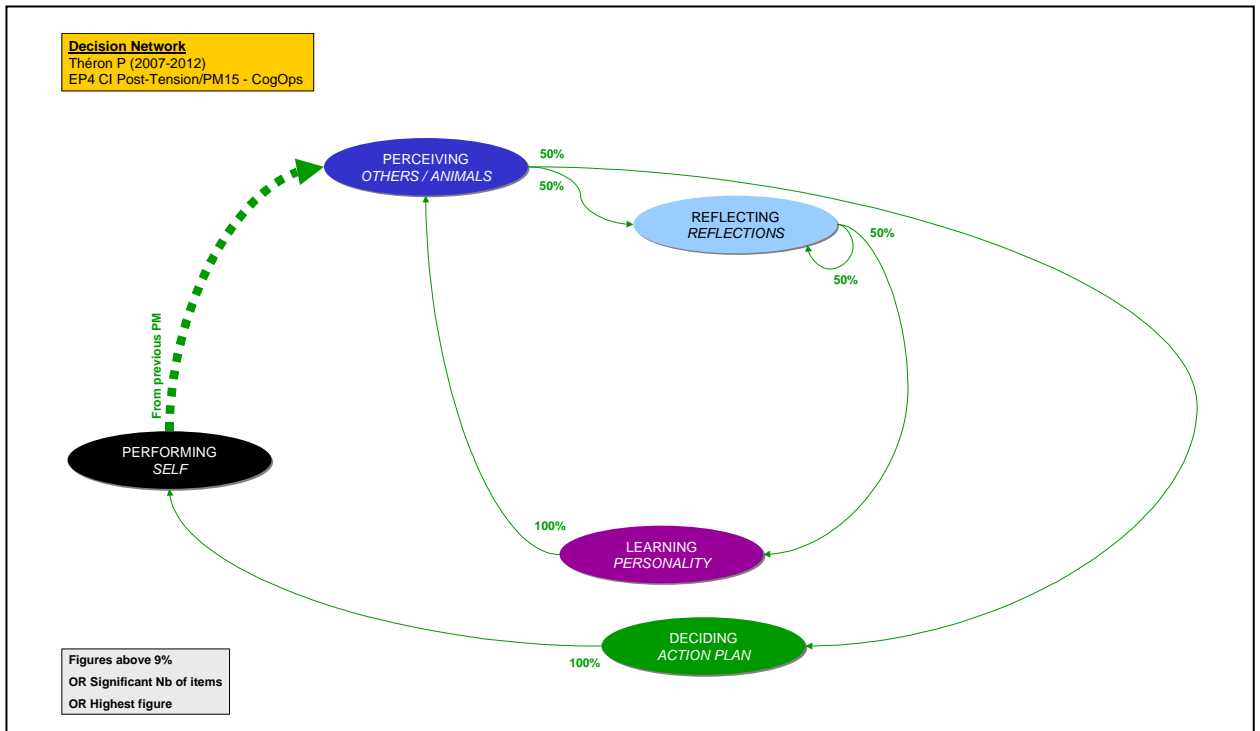 Decision Network
Théron P (2007-2012)
EP4 CI Post-Tension/PM15 - CogOps
PERCEIVING
OTHERS / ANIMALS
50%
50%
REFLECTING
REFLECTIONS
50%
50%
From previous PM
PERFORMING
SELF
100%
LEARNING
PERSONALITY
DECIDING
ACTION PLAN
100%
Figures above 9%
OR Significant Nb of items
OR Highest figure